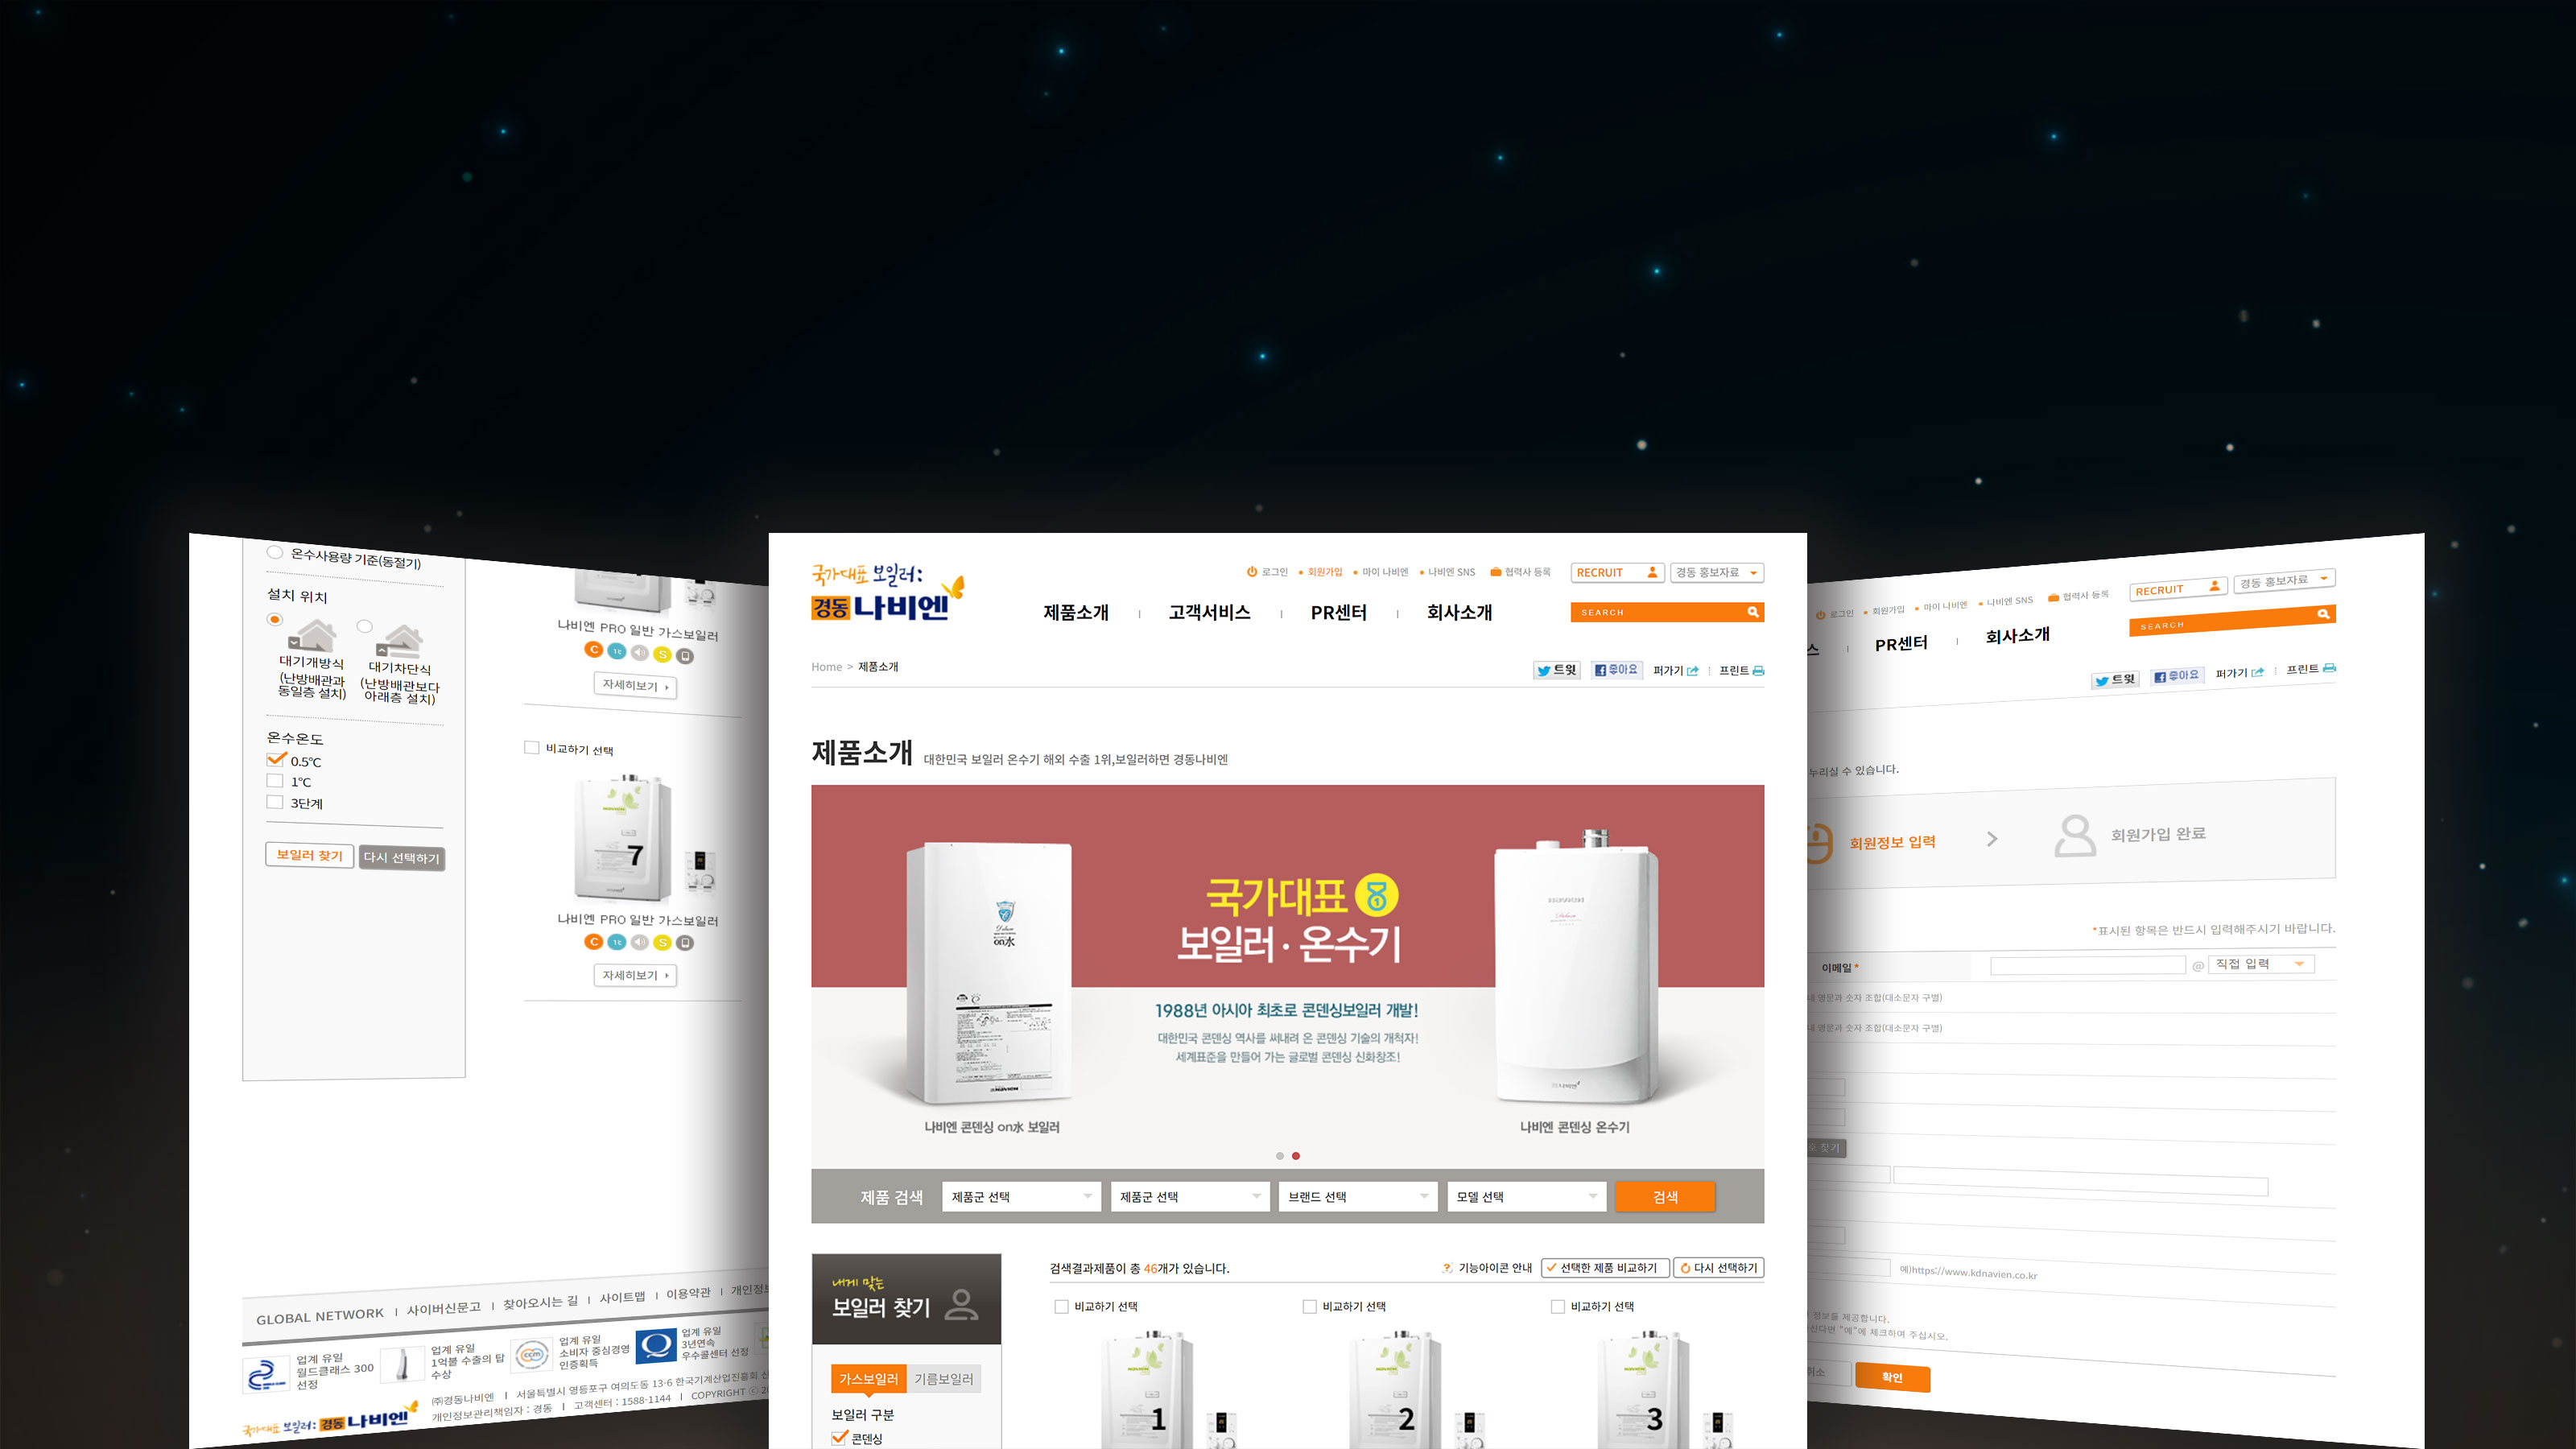 온수사용량 기준(동절기)
설치 위치
대기개방식
(난방배관과
동일층 설치)
대기차단식
(난방배관보다
아래층 설치)
온수온도
0.5℃
1℃
3단계
보일러 찾기
다시 선택하기
나비엔 PRO 일반 가스보일러
C 1c S
자세히보기
비교하기 선택
7
나비엔 PRO 일반 가스보일러
C 1c S
자세히보기
GLOBAL NETWORK 사이버신문고 찾아오시는 길 사이트맵 이용약관
업계 유일
월드클래스 300
선정
업계 유일
1억불 수출의 탑
수상
ccm
업계 유일
소비자 중심경영
인증획득
업계 유일
3년연속
우수콜센터 선정
국가대표 보일러: 경동 나비엔
㈜경동나비엔 서울특별시 영등포구 여의도동 13-6 한국기계산업진흥회
개인정보관리책임자 : 경동 고객센터 : 1588-1144 COPYRIGHT ⓒ
국가대표 보일러:
경동 나비엔
로그인 회원가입 마이 나비엔 나비엔 SNS 협력사 등록
RECRUIT
경동 홍보자료
제품소개 고객서비스 PR센터 회사소개
SEARCH
Home > 제품소개
트윗 좋아요 퍼가기 프린트
제품소개 대한민국 보일러 온수기 해외 수출 1위,보일러하면 경동나비엔
국가대표 1
보일러·온수기
1988년 아시아 최초로 콘덴싱보일러 개발!
대한민국 콘덴싱 역사를 써내려 온 콘덴싱 기술의 개척자!
세계표준을 만들어 가는 글로벌 콘덴싱 신화창조!
on水
NAVIEN
나비엔 콘덴싱 on水 보일러
나비엔 콘덴싱 온수기
제품 검색 제품군 선택 제품군 선택 브랜드 선택 모델 선택 검색
내게 맞는
보일러 찾기
가스보일러 기름보일러
보일러 구분
콘덴싱
검색결과제품이 총 46개가 있습니다.
기능아이콘 안내 선택한 제품 비교하기 다시 선택하기
비교하기 선택 비교하기 선택 비교하기 선택
1 2 3
로그인 회원가입 마이 나비엔 나비엔 SNS 협력사 등록
RECRUIT
경동 홍보자료
스 PR센터 회사소개
SEARCH
트윗 좋아요 퍼가기 프린트
누리실 수 있습니다.
회원정보 입력 > 회원가입 완료
*표시된 항목은 반드시 입력해주시기 바랍니다.
이메일 * @ 직접 입력
영문과 숫자 조합(대소문자 구별)
영문과 숫자 조합(대소문자 구별)
찾기
예)https://www.kdnavien.co.kr
정보를 제공합니다.
"예"에 체크하여 주십시오.
확인